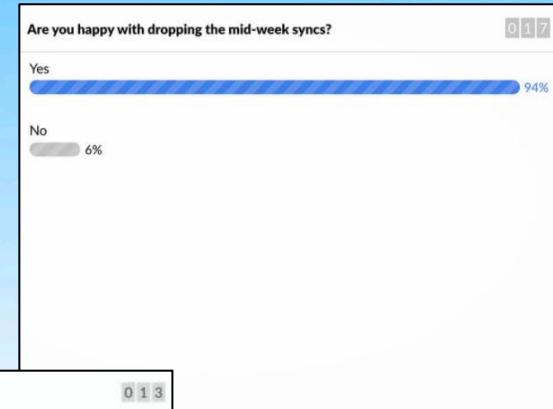 Are you happy with dropping the mid-week syncs? 017
Yes
94%
No
6%
013